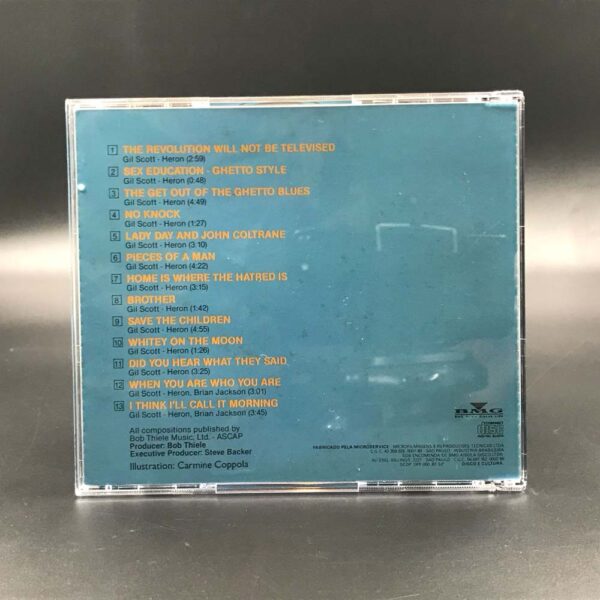 1 THE REVOLUTION WILL NOT BE TELEVISED
Gil Scott - Heron (2:59)
2 SEX EDUCATION - GHETTO STYLE
Gil Scott - Heron (0:48)
3 THE GET OUT OF THE GHETTO BLUES
Gil Scott - Heron (4:49)
4 NO KNOCK
Gil Scott - Heron (1:27)
5 LADY DAY AND JOHN COLTRANE
Gil Scott - Heron (3:10)
6 PIECES OF A MAN
Gil Scott - Heron (4:22)
7 HOME IS WHERE THE HATRED IS
Gil Scott - Heron (3:15)
8 BROTHER
Gil Scott - Heron (1:42)
9 SAVE THE CHILDREN
Gil Scott - Heron (4:55)
10 WHITEY ON THE MOON
Gil Scott - Heron (1:26)
11 DID YOU HEAR WHAT THEY SAID
Gil Scott - Heron (3:25)
12 WHEN YOU ARE WHO YOU ARE
Gil Scott - Heron, Brian Jackson (3:01)
13 I THINK I'LL CALL IT MORNING
Gil Scott - Heron, Brian Jackson (3:45)
All compositions published by
Bob Thiele Music, Ltd. - ASCAP
Producer: Bob Thiele
Executive Producer: Steve Backer
Illustration: Carmine Coppola
BMG
COMPACT
disc
DIGITAL AUDIO
FABRICADO PELA MICROSERVICE
DISCO É CULTURA